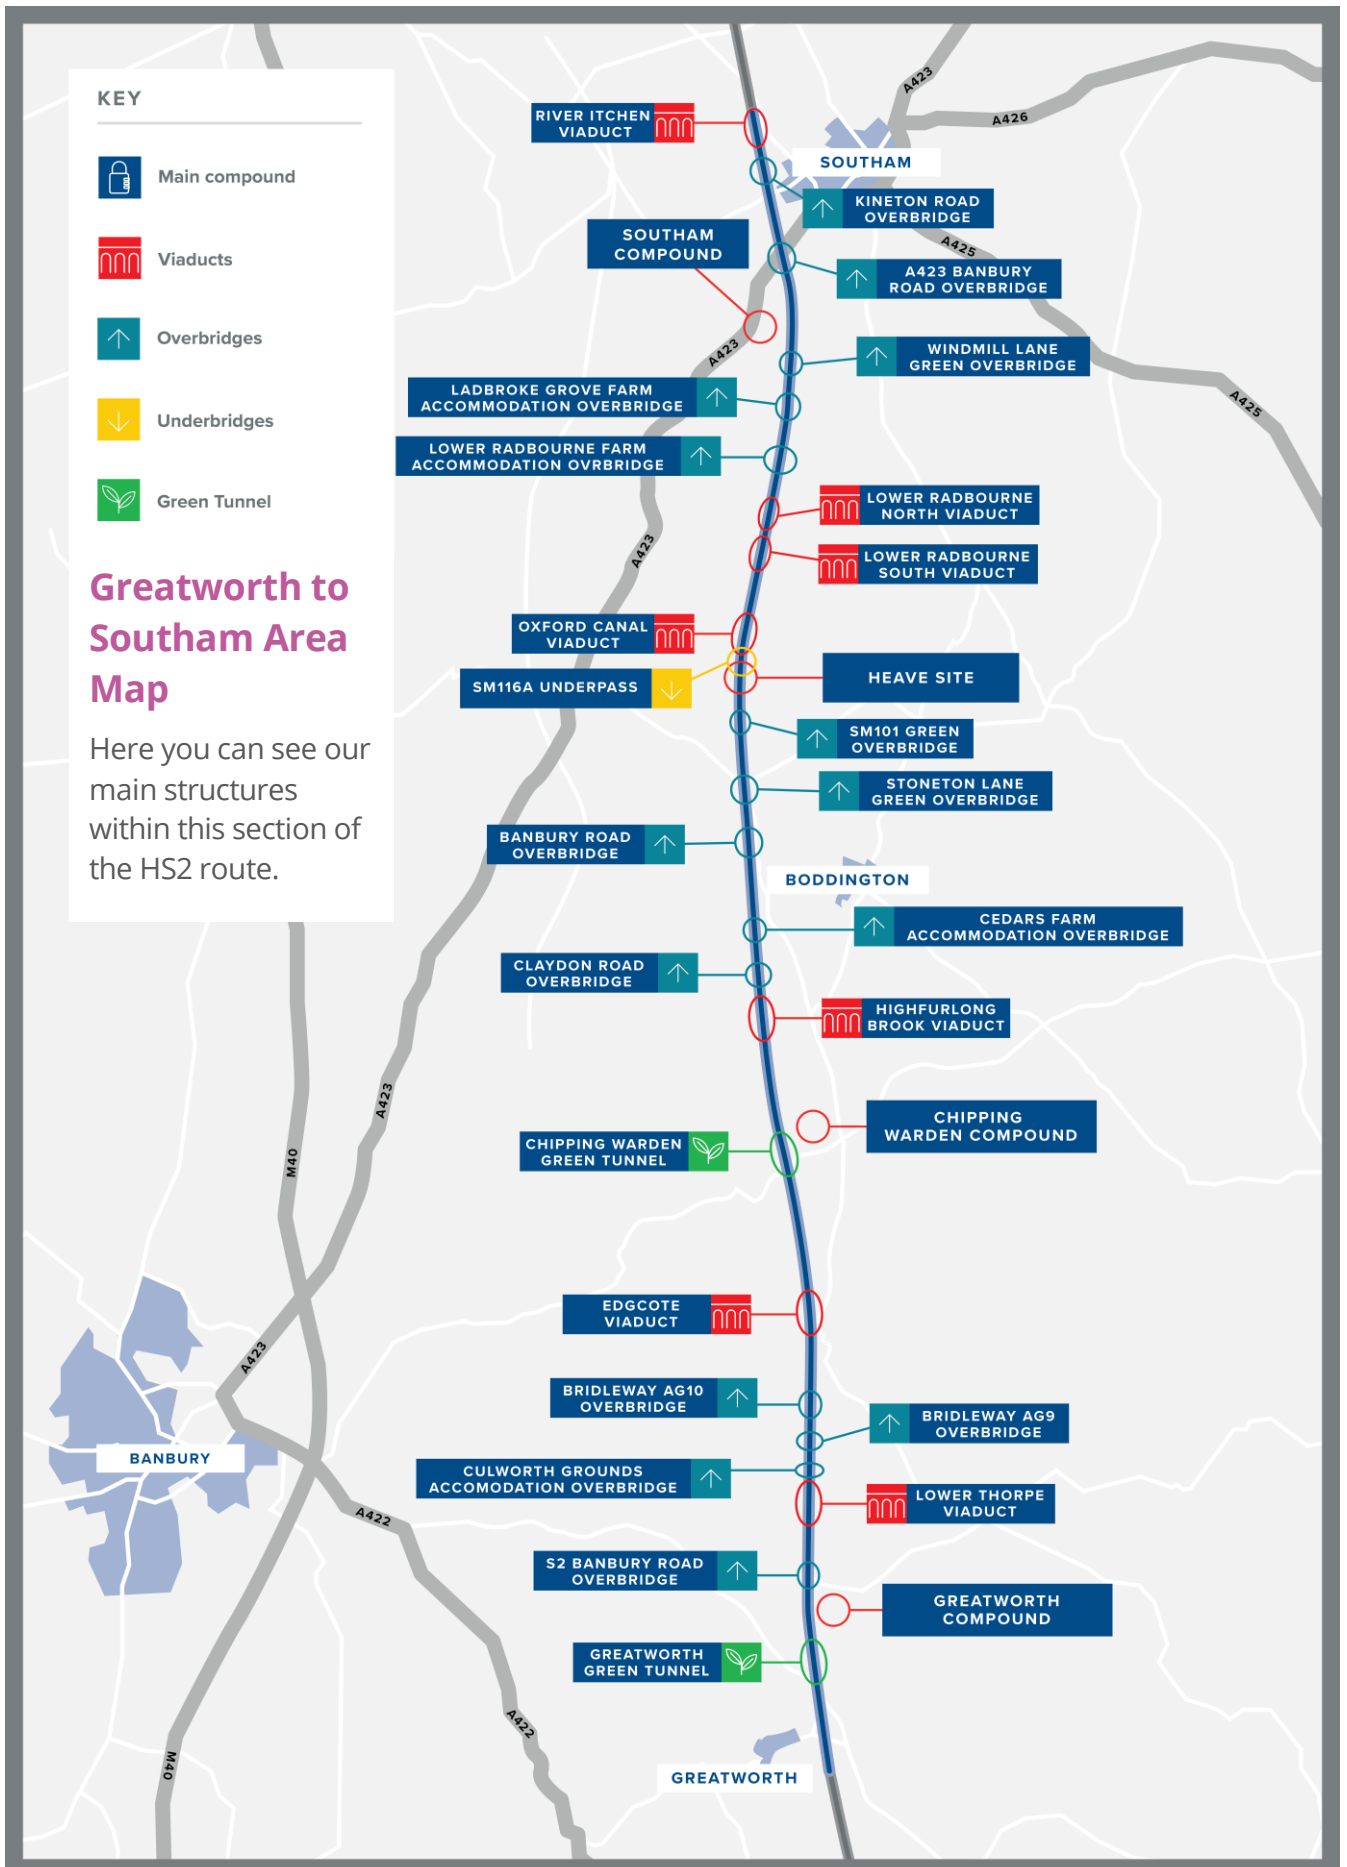 KEY
Main compound
Viaducts
Overbridges
Underbridges
Green Tunnel
Greatworth to
Southam Area
Map
Here you can see our
main structures
within this section of
the HS2 route.
RIVER ITCHEN
VIADUCT
A423
A426
SOUTHAM
KINETON ROAD
OVERBRIDGE
SOUTHAM
COMPOUND
A425
A423 BANBURY
ROAD OVERBRIDGE
A423
WINDMILL LANE
GREEN OVERBRIDGE
LADBROKE GROVE FARM
ACCOMMODATION OVERBRIDGE
A425
LOWER RADBOURNE FARM
ACCOMMODATION OVRBRIDGE
LOWER RADBOURNE
NORTH VIADUCT
A423
LOWER RADBOURNE
SOUTH VIADUCT
OXFORD CANAL
VIADUCT
SM116A UNDERPASS
HEAVE SITE
SM101 GREEN
OVERBRIDGE
STONETON LANE
GREEN OVERBRIDGE
BANBURY ROAD
OVERBRIDGE
BODDINGTON
CEDARS FARM
ACCOMMODATION OVERBRIDGE
CLAYDON ROAD
OVERBRIDGE
HIGHFURLONG
BROOK VIADUCT
A423
CHIPPING
WARDEN COMPOUND
CHIPPING WARDEN
GREEN TUNNEL
M40
EDGCOTE
VIADUCT
A423
BRIDLEWAY AG10
OVERBRIDGE
BRIDLEWAY AG9
OVERBRIDGE
BANBURY
CULWORTH GROUNDS
ACCOMODATION OVERBRIDGE
LOWER THORPE
VIADUCT
A422
S2 BANBURY ROAD
OVERBRIDGE
GREATWORTH
COMPOUND
GREATWORTH
GREEN TUNNEL
A422
M40
GREATWORTH